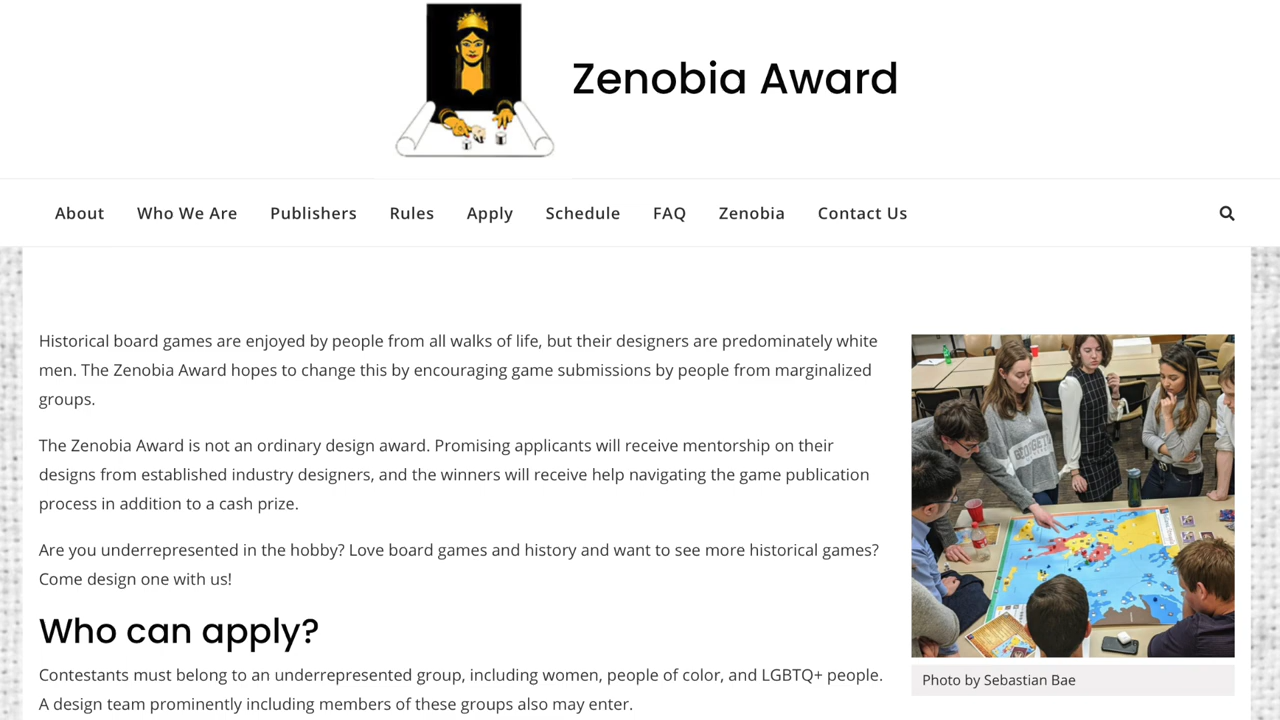 Zenobia Award
About Who We Are Publishers Rules Apply Schedule FAQ Zenobia Contact Us
Historical board games are enjoyed by people from all walks of life, but their designers are predominately white
men. The Zenobia Award hopes to change this by encouraging game submissions by people from marginalized
groups.
The Zenobia Award is not an ordinary design award. Promising applicants will receive mentorship on their
designs from established industry designers, and the winners will receive help navigating the game publication
process in addition to a cash prize.
Are you underrepresented in the hobby? Love board games and history and want to see more historical games?
Come design one with us!
Who can apply?
Contestants must belong to an underrepresented group, including women, people of color, and LGBTQ+ people.
A design team prominently including members of these groups also may enter.
Photo by Sebastian Bae